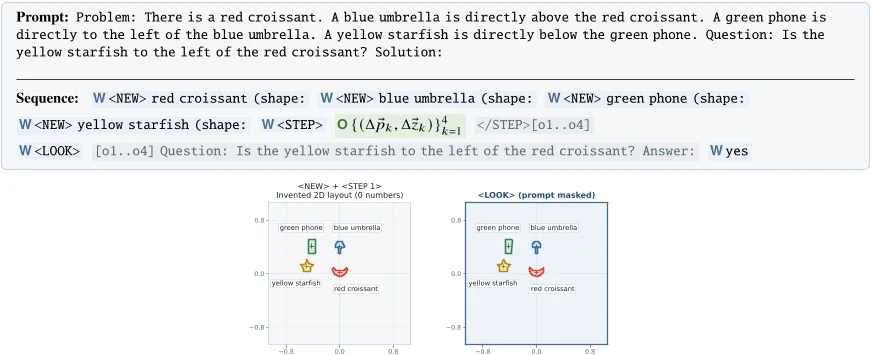 Prompt: Problem: There is a red croissant. A blue umbrella is directly above the red croissant. A green phone is
directly to the left of the blue umbrella. A yellow starfish is directly below the green phone. Question: Is the
yellow starfish to the left of the red croissant? Solution:
Sequence: W <NEW> red croissant (shape: W <NEW> blue umbrella (shape: W <NEW> green phone (shape:
W <NEW> yellow starfish (shape: W <STEP> O {(Δp⃗_k, Δz⃗_k)}⁴_{k=1} </STEP>[o1..o4]
W <LOOK> [o1..o4] Question: Is the yellow starfish to the left of the red croissant? Answer: W yes
<NEW> + <STEP 1>
Invented 2D layout (0 numbers)
0.8
green phone blue umbrella
0.0
yellow starfish
red croissant
−0.8
−0.8 0.0 0.8
<LOOK> (prompt masked)
0.8
green phone blue umbrella
0.0
yellow starfish
red croissant
−0.8
−0.8 0.0 0.8